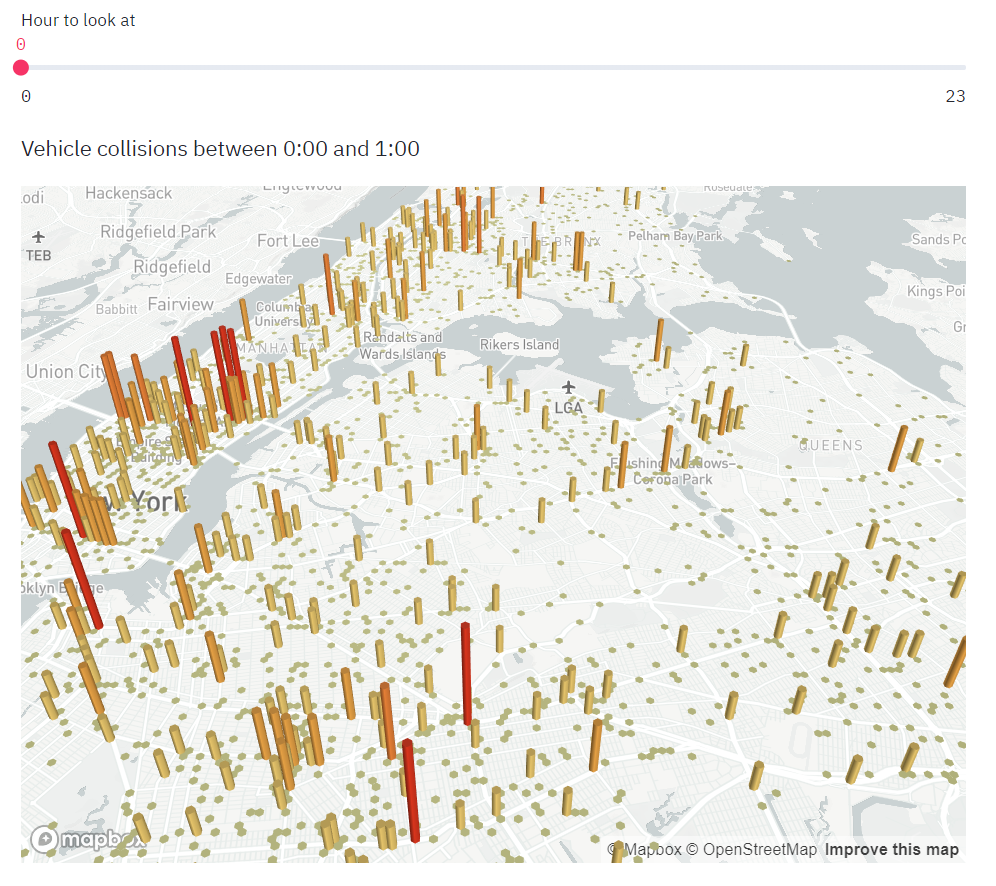 Hour to look at
0
0
23
Vehicle collisions between 0:00 and 1:00
Hackensack
Englewood
Rosedale
Ridgefield Park
Fort Lee
THE BRONX
Pelham Bay Park
Sands
TEB
Ridgefield
Edgewater
Kings
Babbitt
Fairview
Columbia
University
MANHATTAN
Randalls and
Wards Islands
Rikers Island
Union City
LGA
QUEENS
Empire State
Building
Flushing Meadows–
Corona Park
New York
Brooklyn Bridge
mapbox
© Mapbox © OpenStreetMap Improve this map